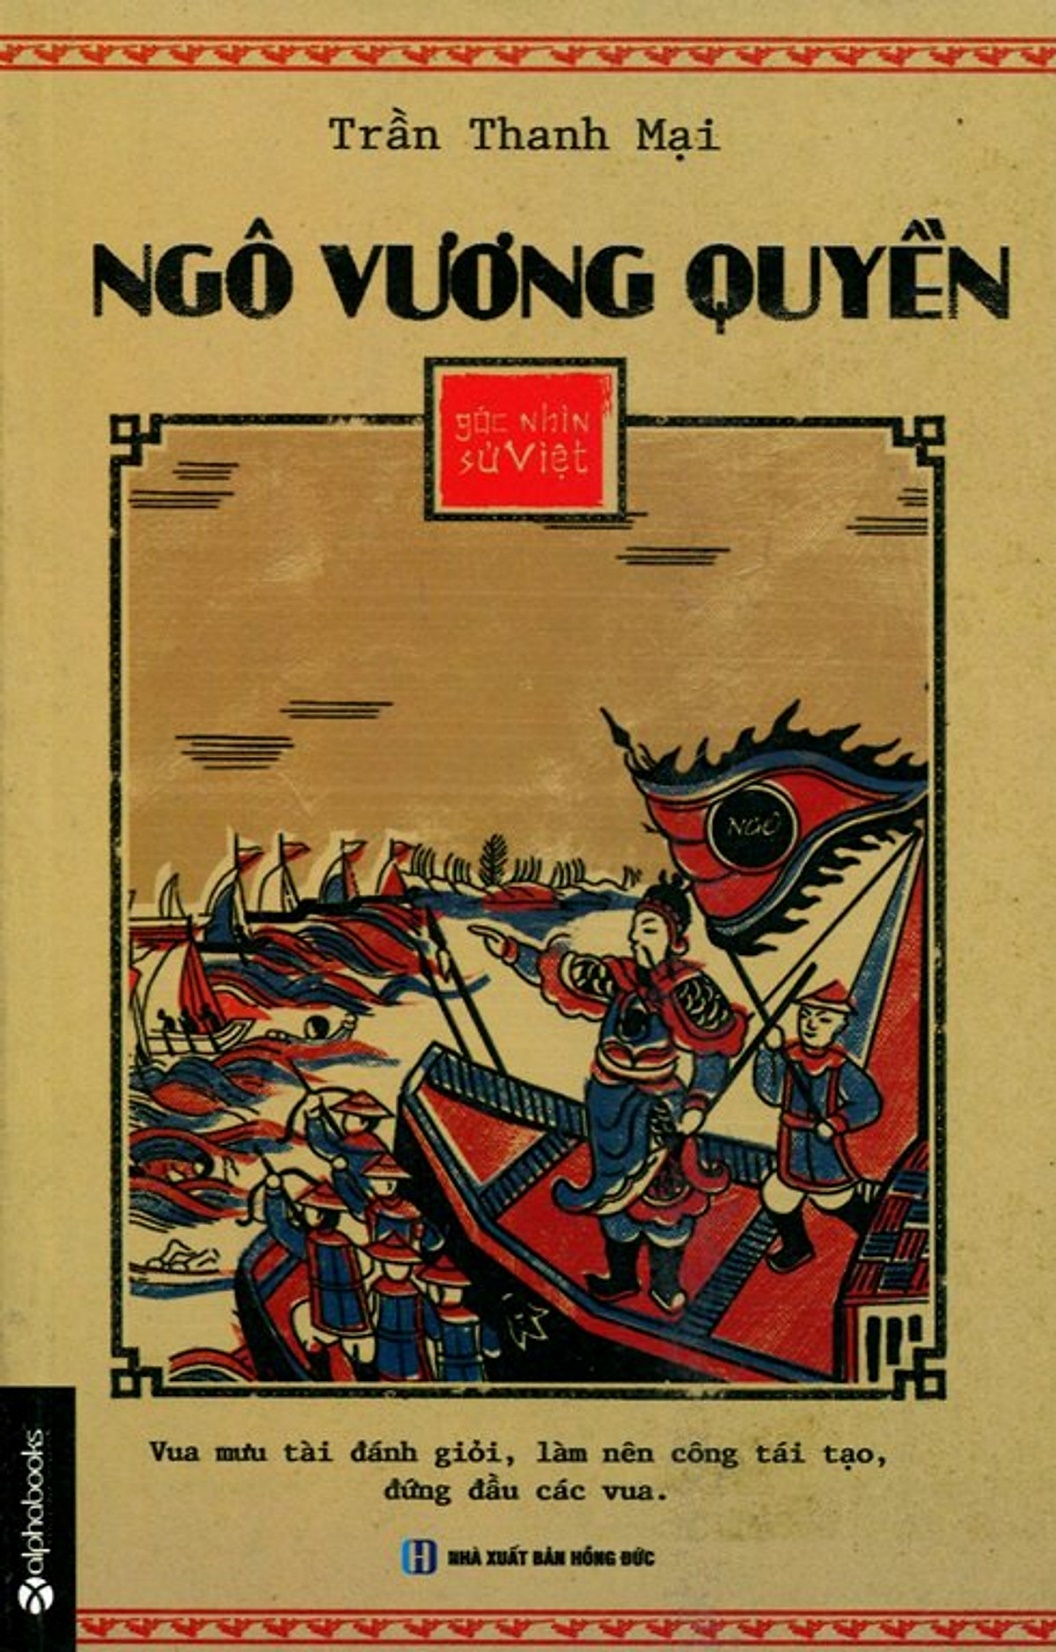 Trần Thanh Mại
NGÔ VƯƠNG QUYỀN
góc nhìn
sử Việt
NGÔ
Vua mưu tài đánh giỏi, làm nên công tái tạo,
đứng đầu các vua.
H NHÀ XUẤT BẢN HỒNG ĐỨC
alphabooks